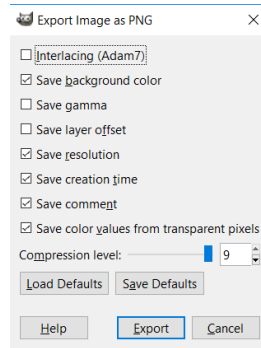 Export Image as PNG
Interlacing (Adam7)
Save background color
Save gamma
Save layer offset
Save resolution
Save creation time
Save comment
Save color values from transparent pixels
Compression level: 9
Load Defaults Save Defaults
Help Export Cancel